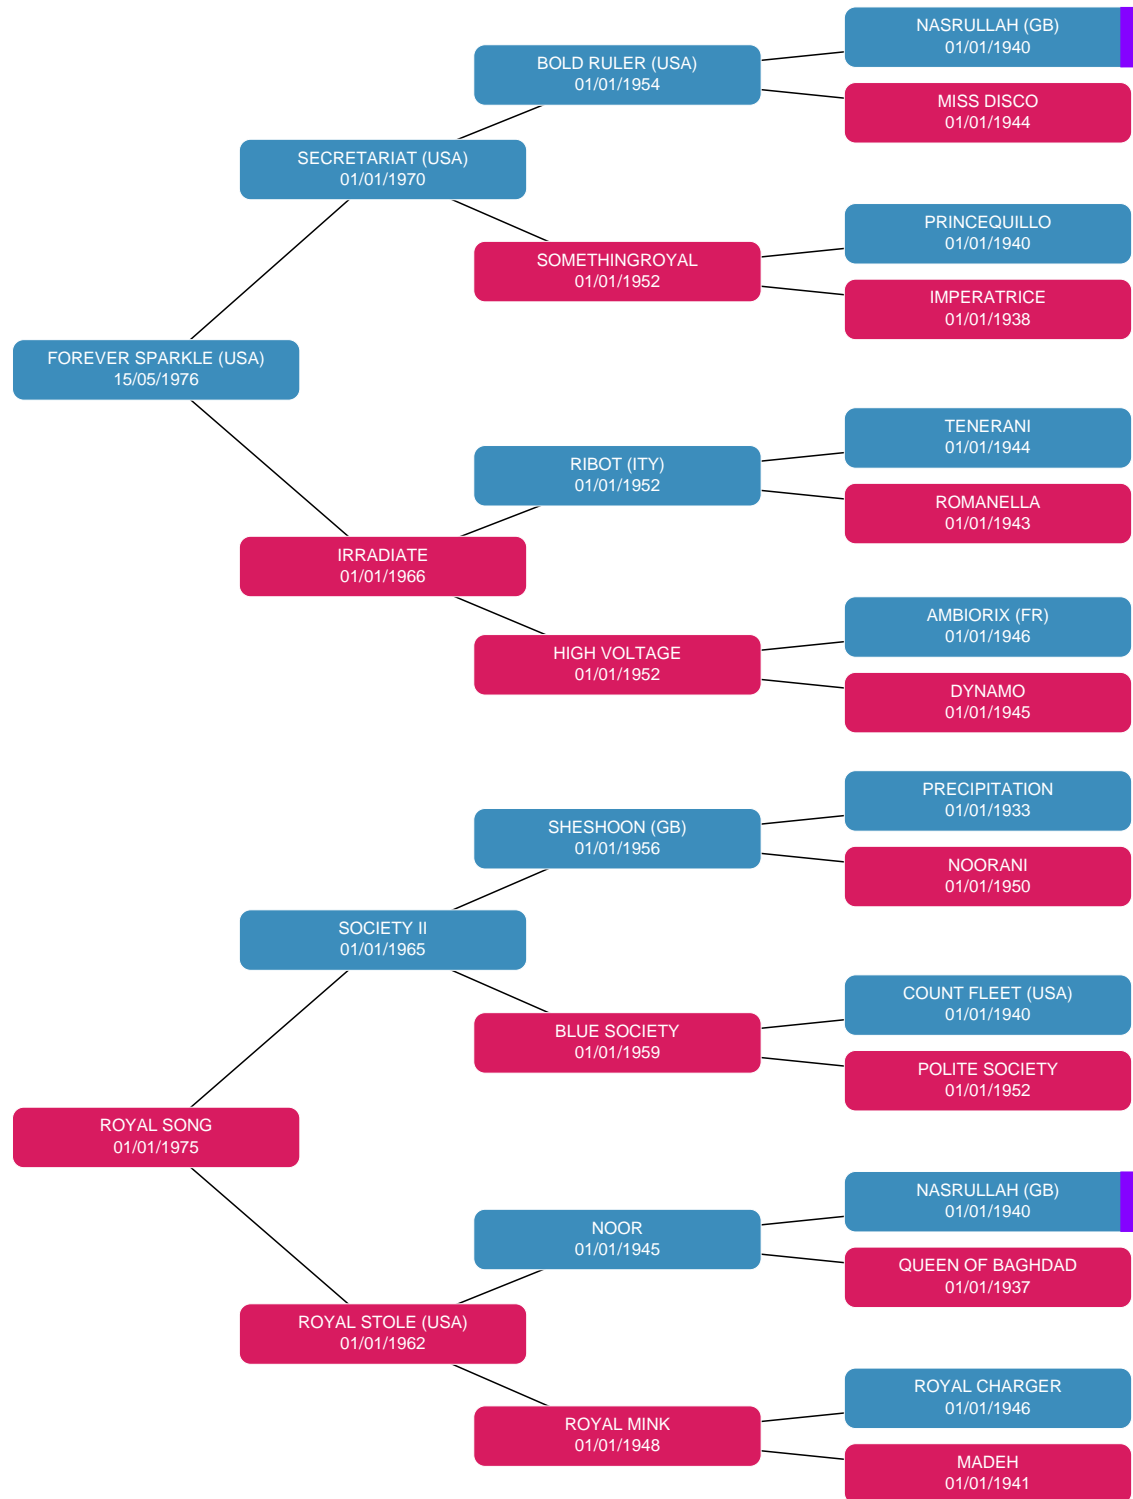 NASRULLAH (GB)
01/01/1940
BOLD RULER (USA)
01/01/1954
MISS DISCO
01/01/1944
SECRETARIAT (USA)
01/01/1970
PRINCEQUILLO
01/01/1940
SOMETHINGROYAL
01/01/1952
IMPERATRICE
01/01/1938
FOREVER SPARKLE (USA)
15/05/1976
TENERANI
01/01/1944
RIBOT (ITY)
01/01/1952
ROMANELLA
01/01/1943
IRRADIATE
01/01/1966
AMBIORIX (FR)
01/01/1946
HIGH VOLTAGE
01/01/1952
DYNAMO
01/01/1945
PRECIPITATION
01/01/1933
SHESHOON (GB)
01/01/1956
NOORANI
01/01/1950
SOCIETY II
01/01/1965
COUNT FLEET (USA)
01/01/1940
BLUE SOCIETY
01/01/1959
POLITE SOCIETY
01/01/1952
ROYAL SONG
01/01/1975
NASRULLAH (GB)
01/01/1940
NOOR
01/01/1945
QUEEN OF BAGHDAD
01/01/1937
ROYAL STOLE (USA)
01/01/1962
ROYAL CHARGER
01/01/1946
ROYAL MINK
01/01/1948
MADEH
01/01/1941